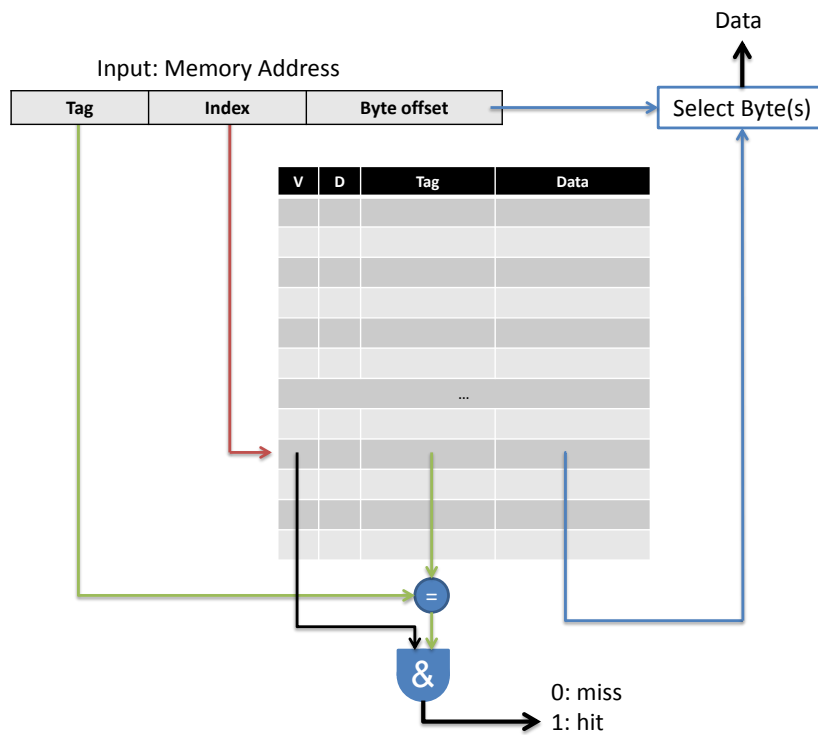 Data
Input: Memory Address
Tag Index Byte offset
Select Byte(s)
V D Tag Data
...
=
&
0: miss
1: hit